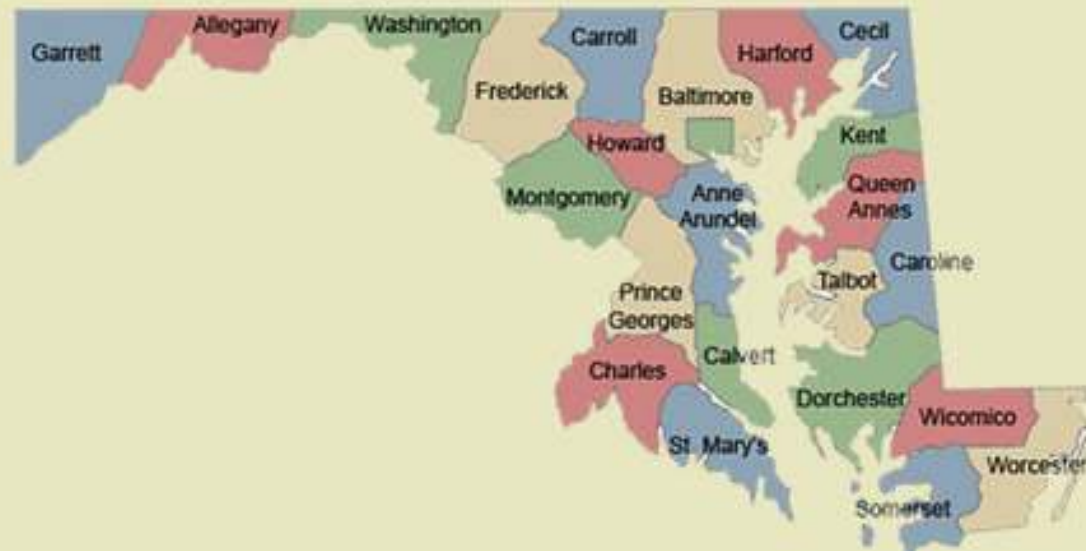 Garrett
Allegany
Washington
Frederick
Carroll
Baltimore
Harford
Cecil
Howard
Kent
Montgomery
Anne
Arundel
Queen
Annes
Caroline
Talbot
Prince
Georges
Charles
Calvert
Dorchester
Wicomico
St Mary's
Worcester
Somerset